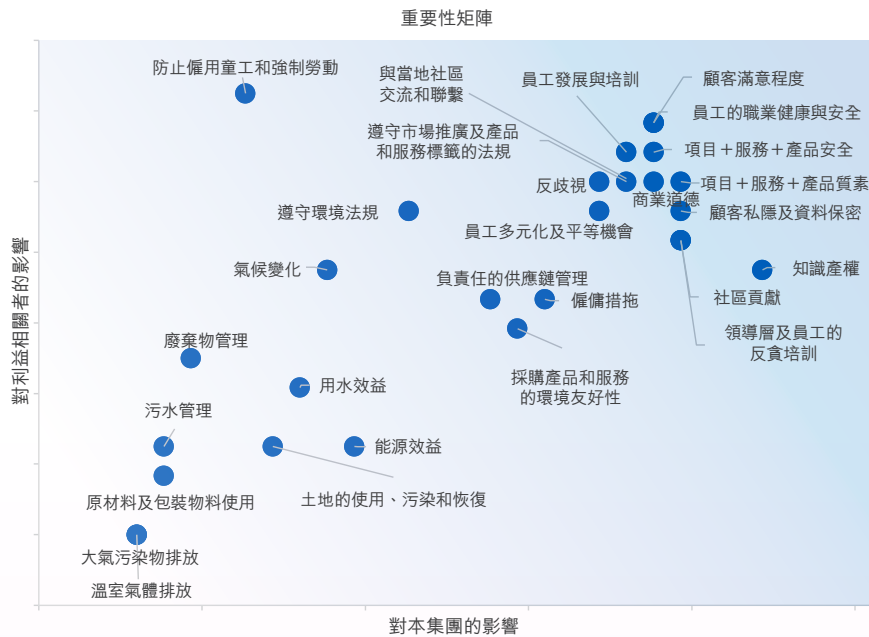 重要性矩陣
防止僱用童工和強制勞動
與當地社區
交流和聯繫
員工發展與培訓
顧客滿意程度
員工的職業健康與安全
遵守市場推廣及產品
和服務標籤的法規
項目＋服務＋產品安全
反歧視
項目＋服務＋產品質素
商業道德
遵守環境法規
顧客私隱及資料保密
員工多元化及平等機會
氣候變化
負責任的供應鏈管理
知識產權
僱傭措拖
社區貢獻
廢棄物管理
領導層及員工的
反貪培訓
用水效益
採購產品和服務
的環境友好性
污水管理
能源效益
原材料及包裝物料使用
土地的使用、污染和恢復
大氣污染物排放
溫室氣體排放
對利益相關者的影響
對本集團的影響